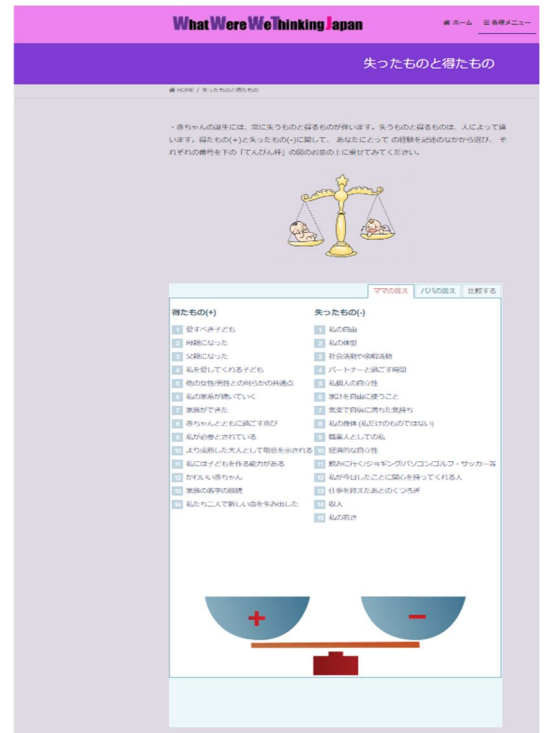 WhatWereWeThinkingJapan
ホーム 各種メニュー
失ったものと得たもの
HOME / 失ったものと得たもの
・赤ちゃんの誕生には、常に失うものと得るものが伴います。失うものと得るものは、人によって違
います。得たもの(+)と失ったもの(-)に関して、 あなたにとって の経験を記述のなかから選び、 そ
れぞれの番号を下の「てんびん秤」の図のお皿の上に乗せてみてください。
ママの答え パパの答え 比較する
得たもの(+)
1 愛すべき子ども
2 母親になった
3 父親になった
4 私を愛してくれる子ども
5 他の女性/男性との何らかの共通点
6 私の家系が続いていく
7 家族ができた
8 赤ちゃんとともに過ごす喜び
9 私が必要とされている
10 より成熟した大人として敬意を示される
11 私には子どもを作る能力がある
12 かわいい赤ちゃん
13 家族の名字の継続
14 私たち二人で新しい命を生み出した
失ったもの(-)
1 私の自由
2 私の体型
3 社会活動や余暇活動
4 パートナーと過ごす時間
5 私個人の自立性
6 家計を自由に使うこと
7 気楽で自信に満ちた気持ち
8 私の身体 (私だけのものではない)
9 職業人としての私
10 経済的な自立性
11 飲みに行く/ジョギング/パソコン/ゴルフ・サッカー等
12 私が今日したことに関心を持ってくれる人
13 仕事を終えたあとのくつろぎ
14 収入
15 私の若さ
+ −